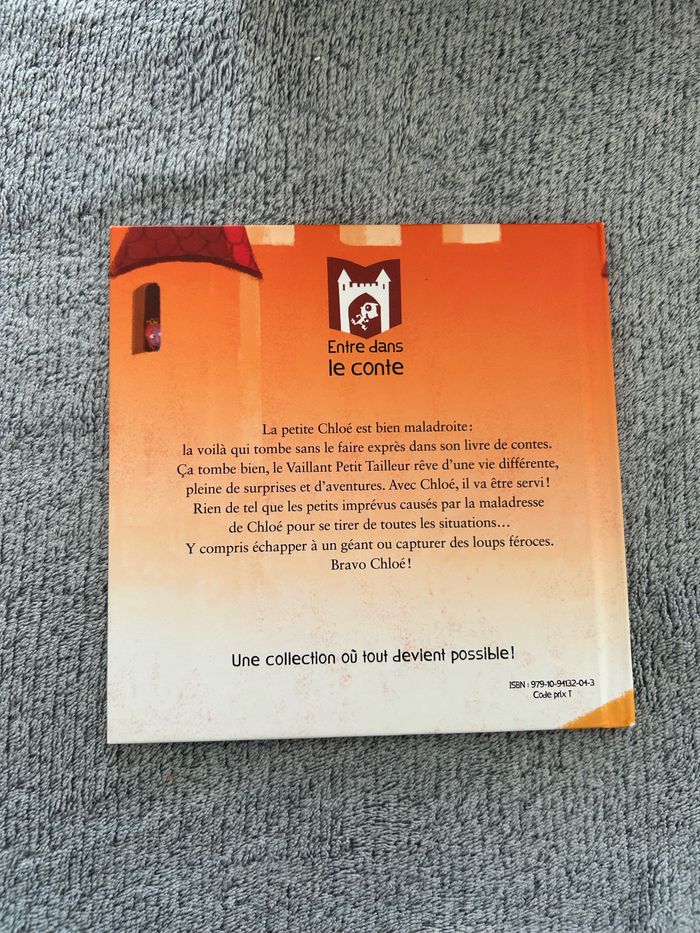 Entre dans
le conte
La petite Chloé est bien maladroite :
la voilà qui tombe sans le faire exprès dans son livre de contes.
Ça tombe bien, le Vaillant Petit Tailleur rêve d'une vie différente,
pleine de surprises et d'aventures. Avec Chloé, il va être servi !
Rien de tel que les petits imprévus causés par la maladresse
de Chloé pour se tirer de toutes les situations…
Y compris échapper à un géant ou capturer des loups féroces.
Bravo Chloé !
Une collection où tout devient possible !
ISBN : 979-10-94132-04-3
Code prix T